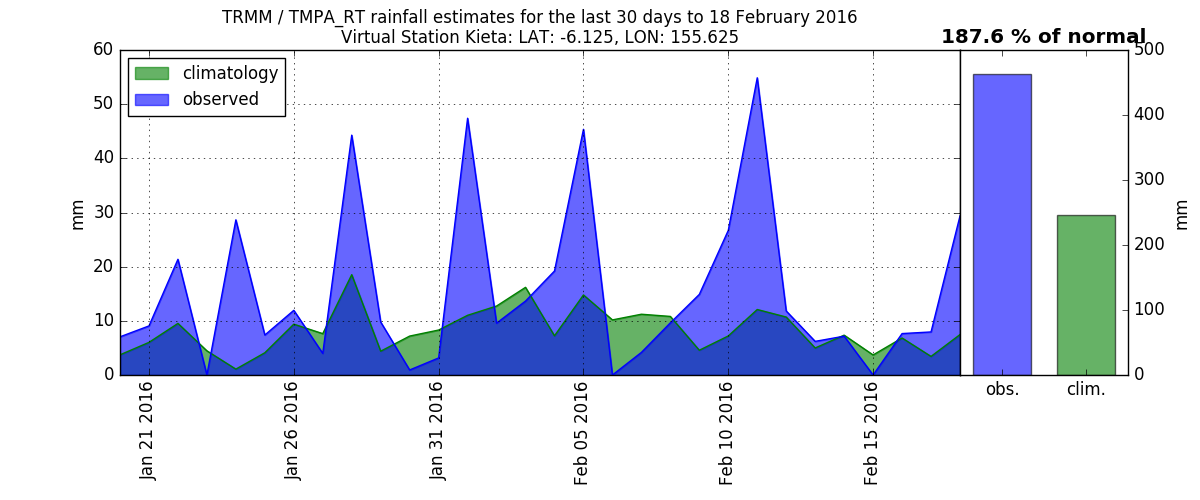 TRMM / TMPA_RT rainfall estimates for the last 30 days to 18 February 2016
Virtual Station Kieta: LAT: -6.125, LON: 155.625
187.6 % of normal
climatology
observed
60
50
40
30
20
10
0
mm
Jan 21 2016
Jan 26 2016
Jan 31 2016
Feb 05 2016
Feb 10 2016
Feb 15 2016
500
400
300
200
100
0
mm
obs.
clim.